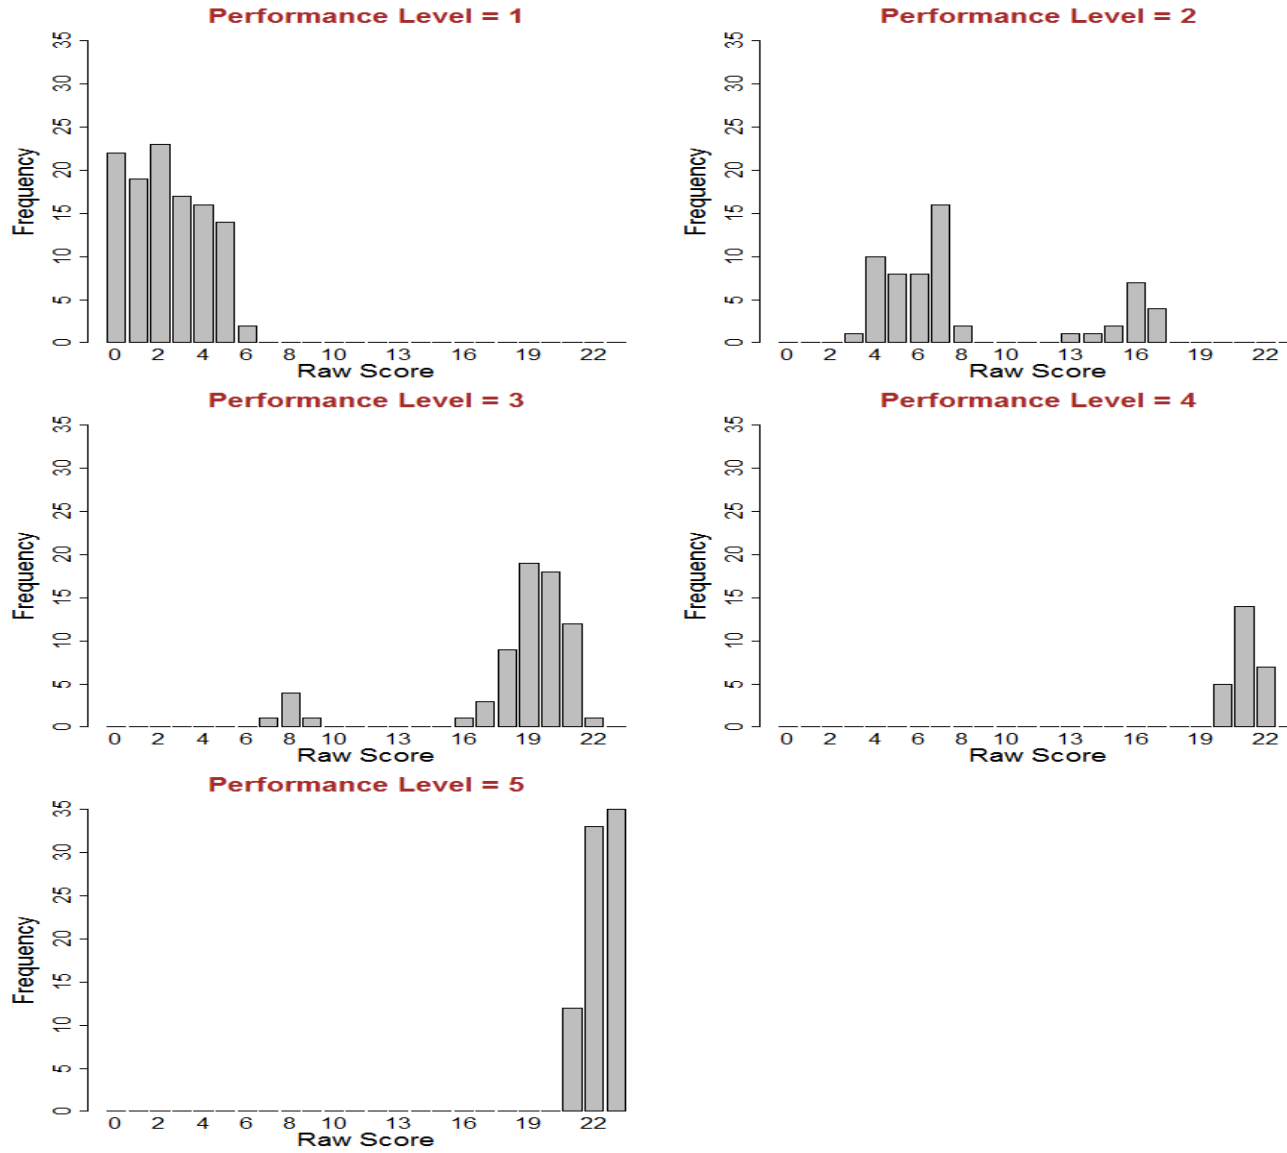 Performance Level = 1
Frequency
0 5 10 15 20 25 30 35
0 2 4 6 8 10 13 16 19 22
Raw Score
Performance Level = 2
Frequency
0 5 10 15 20 25 30 35
0 2 4 6 8 10 13 16 19 22
Raw Score
Performance Level = 3
Frequency
0 5 10 15 20 25 30 35
0 2 4 6 8 10 13 16 19 22
Raw Score
Performance Level = 4
Frequency
0 5 10 15 20 25 30 35
0 2 4 6 8 10 13 16 19 22
Raw Score
Performance Level = 5
Frequency
0 5 10 15 20 25 30 35
0 2 4 6 8 10 13 16 19 22
Raw Score